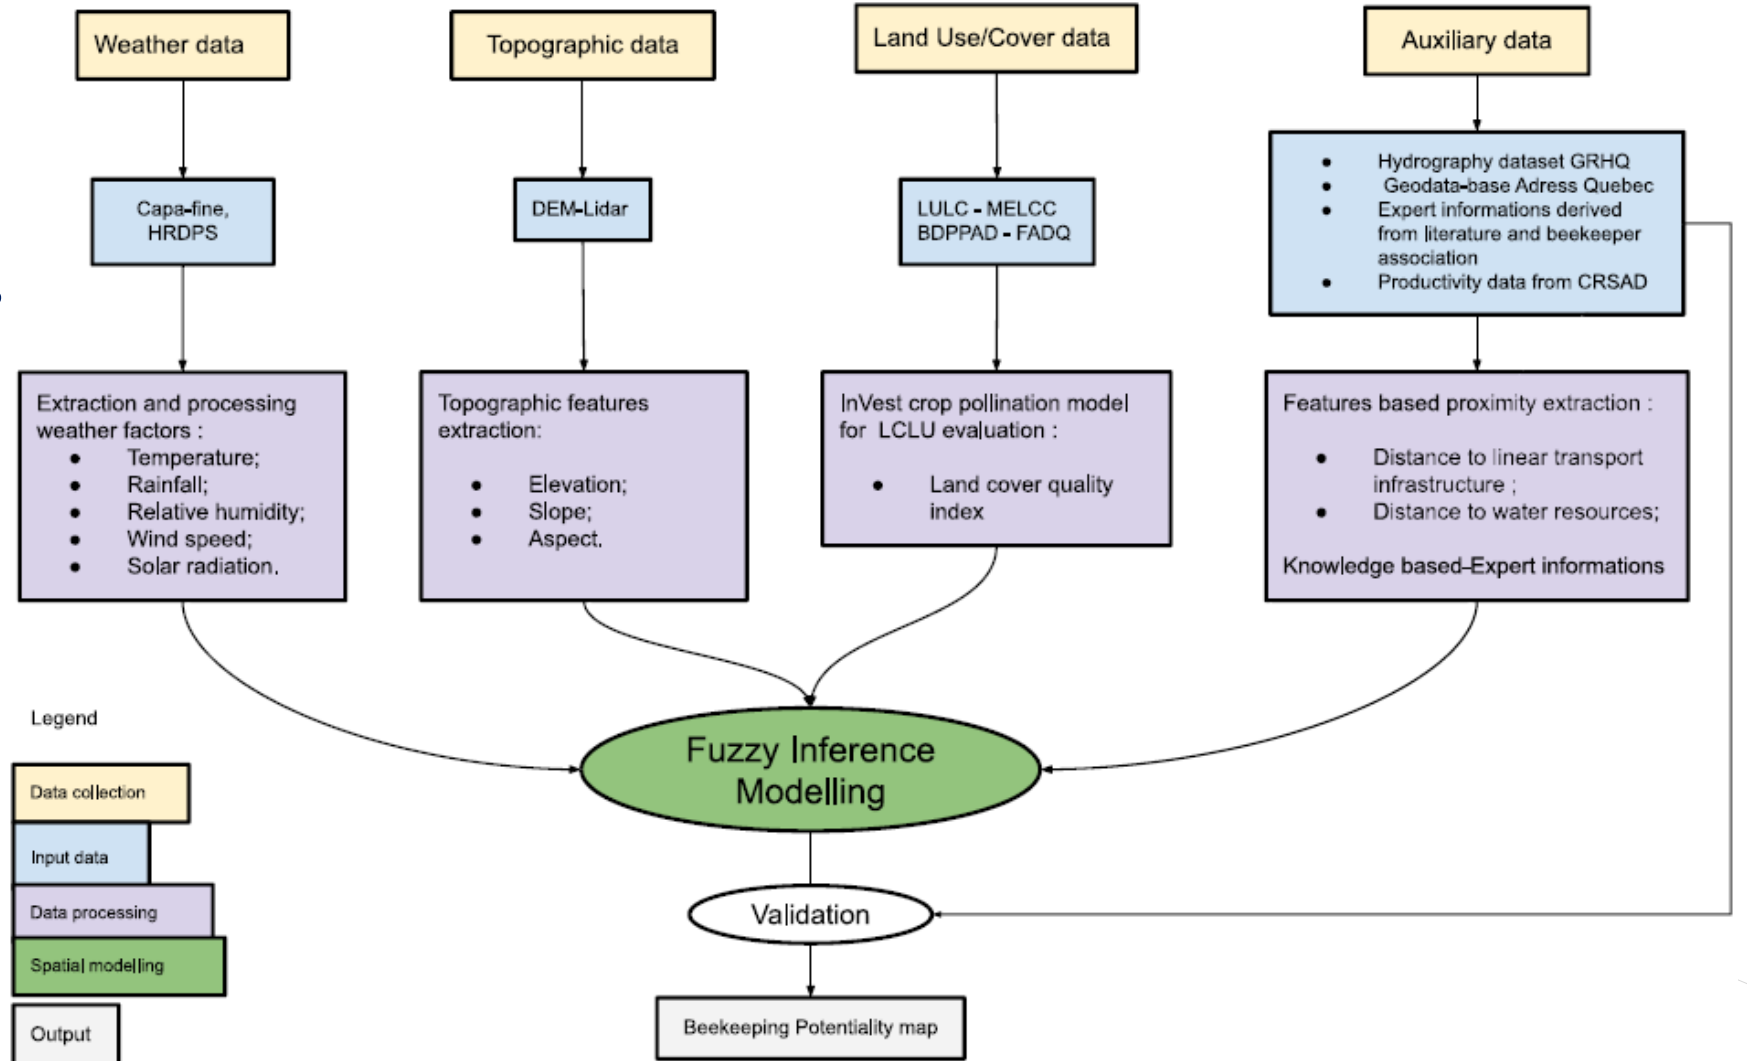 Weather data
Topographic data
Land Use/Cover data
Auxiliary data
Capa-fine,
HRDPS
DEM-Lidar
LULC - MELCC
BDPPAD - FADQ
● Hydrography dataset GRHQ
● Geodata-base Adress Quebec
● Expert informations derived
from literature and beekeeper
association
● Productivity data from CRSAD
Extraction and processing
weather factors :
● Temperature;
● Rainfall;
● Relative humidity;
● Wind speed;
● Solar radiation.
Topographic features
extraction:
● Elevation;
● Slope;
● Aspect.
InVest crop pollination model
for LCLU evaluation :
● Land cover quality
index
Features based proximity extraction :
● Distance to linear transport
infrastructure ;
● Distance to water resources;
Knowledge based-Expert informations
Fuzzy Inference
Modelling
Validation
Beekeeping Potentiality map
Legend
Data collection
Input data
Data processing
Spatial modelling
Output